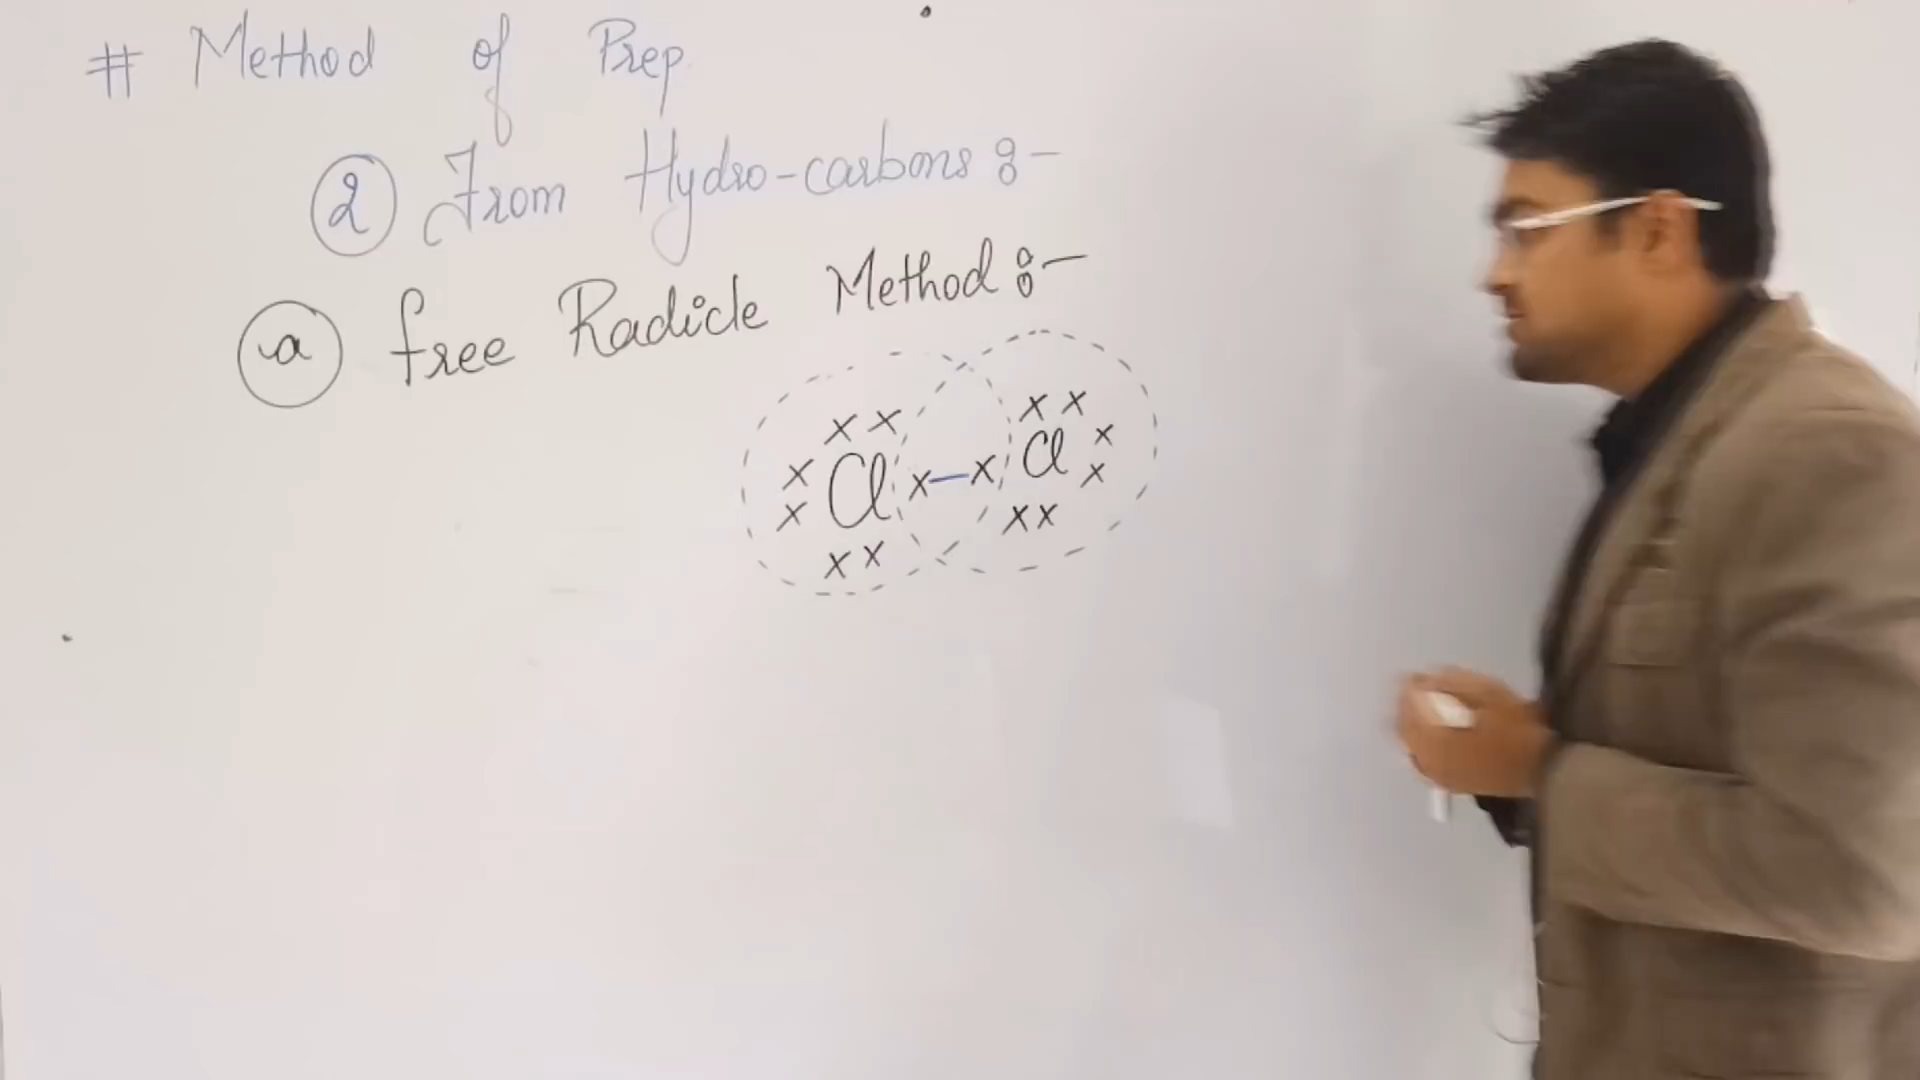 # Method of Prep
2 From Hydro-carbons :-
a free Radicle Method :-
x x x x
x Cl x — x Cl x
x x
x x x x